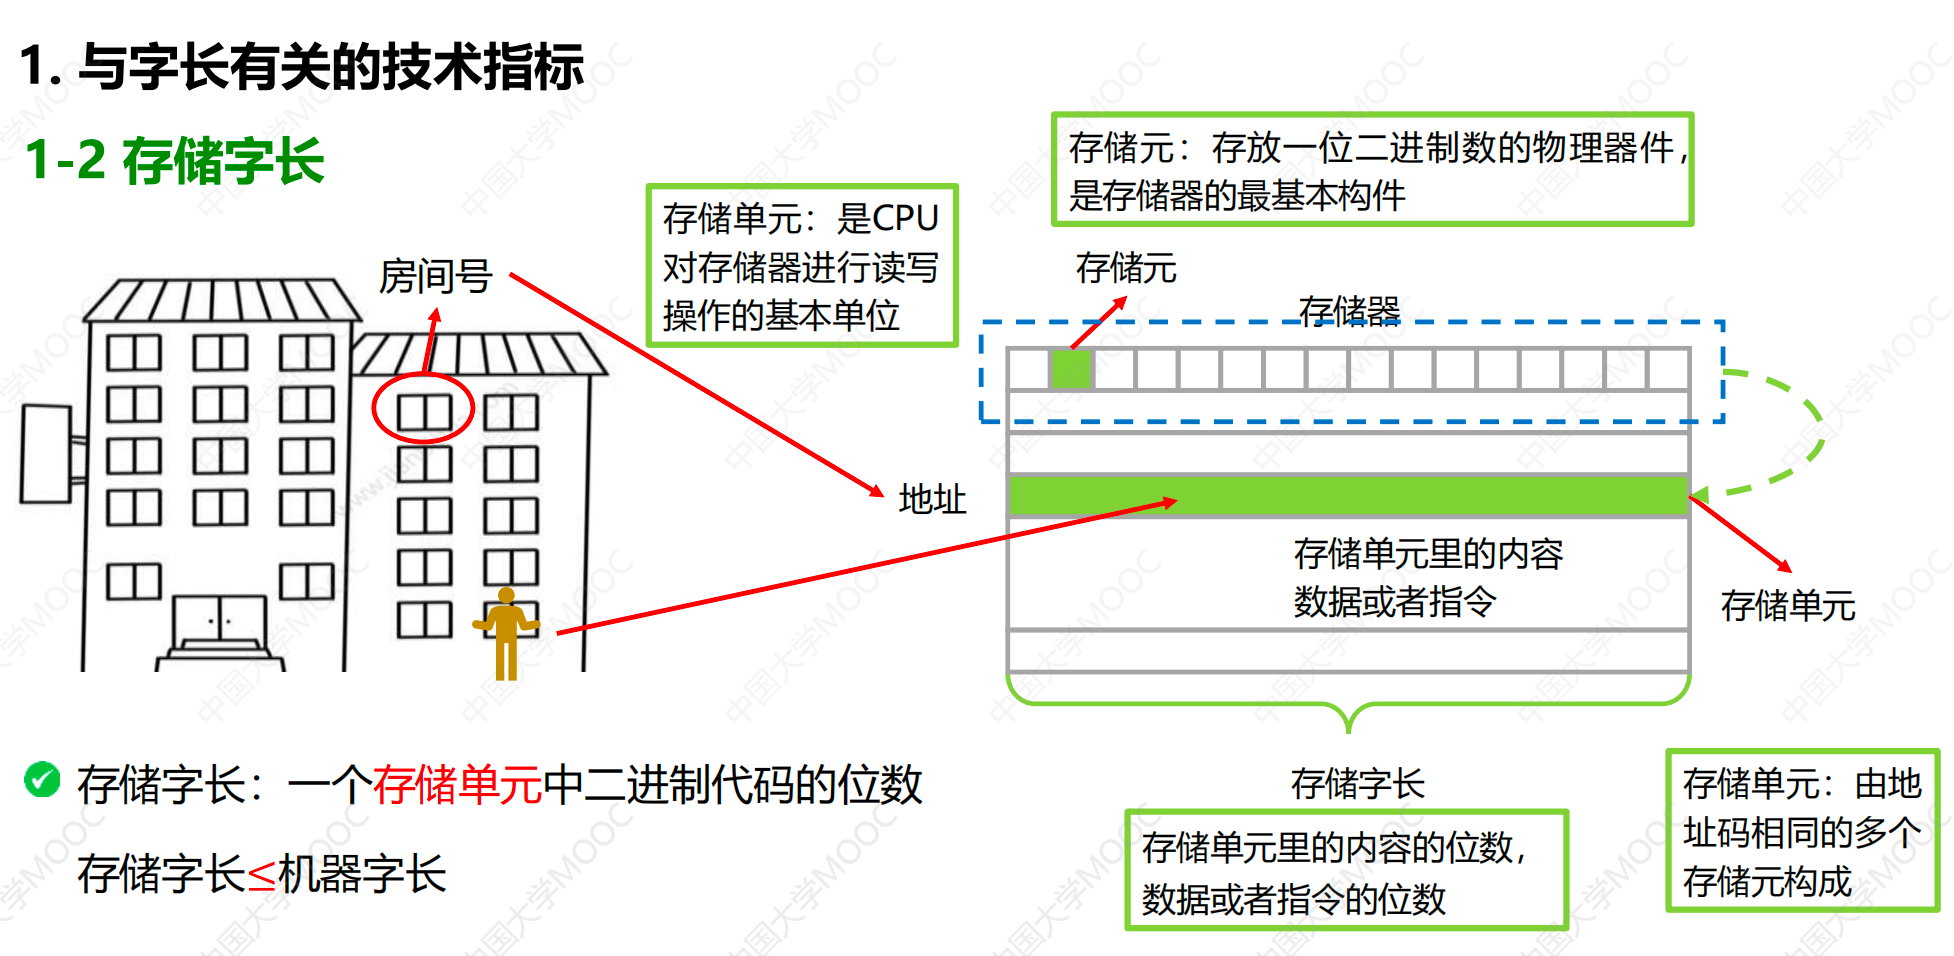 1. 与字长有关的技术指标
1-2 存储字长
存储元：存放一位二进制数的物理器件，
是存储器的最基本构件
存储单元：是CPU
对存储器进行读写
操作的基本单位
房间号
存储元
存储器
地址
存储单元里的内容
数据或者指令
存储单元
存储字长：一个存储单元中二进制代码的位数
存储字长≤机器字长
存储字长
存储单元里的内容的位数，
数据或者指令的位数
存储单元：由地
址码相同的多个
存储元构成
中国大学MOOC